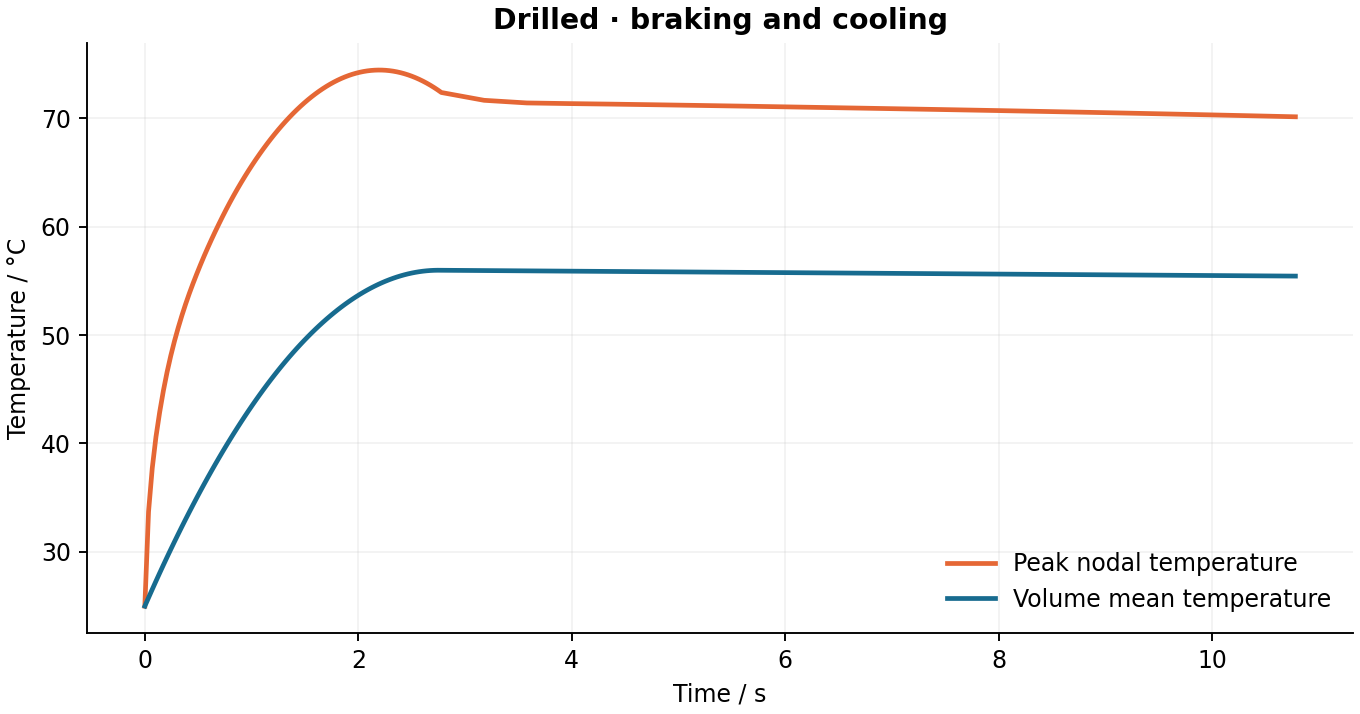 Drilled · braking and cooling
Temperature / °C
70
60
50
40
30
Peak nodal temperature
Volume mean temperature
0 2 4 6 8 10
Time / s